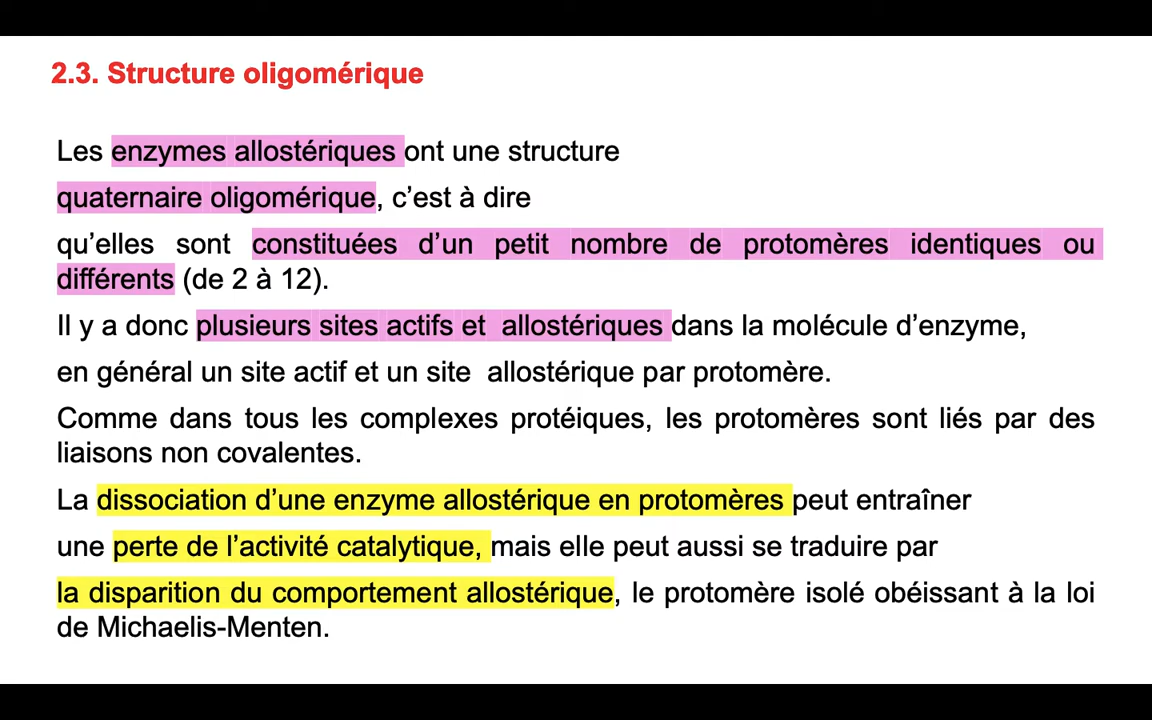 2.3. Structure oligomérique
Les enzymes allostériques ont une structure
quaternaire oligomérique, c’est à dire
qu’elles sont constituées d’un petit nombre de protomères identiques ou
différents (de 2 à 12).
Il y a donc plusieurs sites actifs et allostériques dans la molécule d’enzyme,
en général un site actif et un site allostérique par protomère.
Comme dans tous les complexes protéiques, les protomères sont liés par des
liaisons non covalentes.
La dissociation d’une enzyme allostérique en protomères peut entraîner
une perte de l’activité catalytique, mais elle peut aussi se traduire par
la disparition du comportement allostérique, le protomère isolé obéissant à la loi
de Michaelis-Menten.